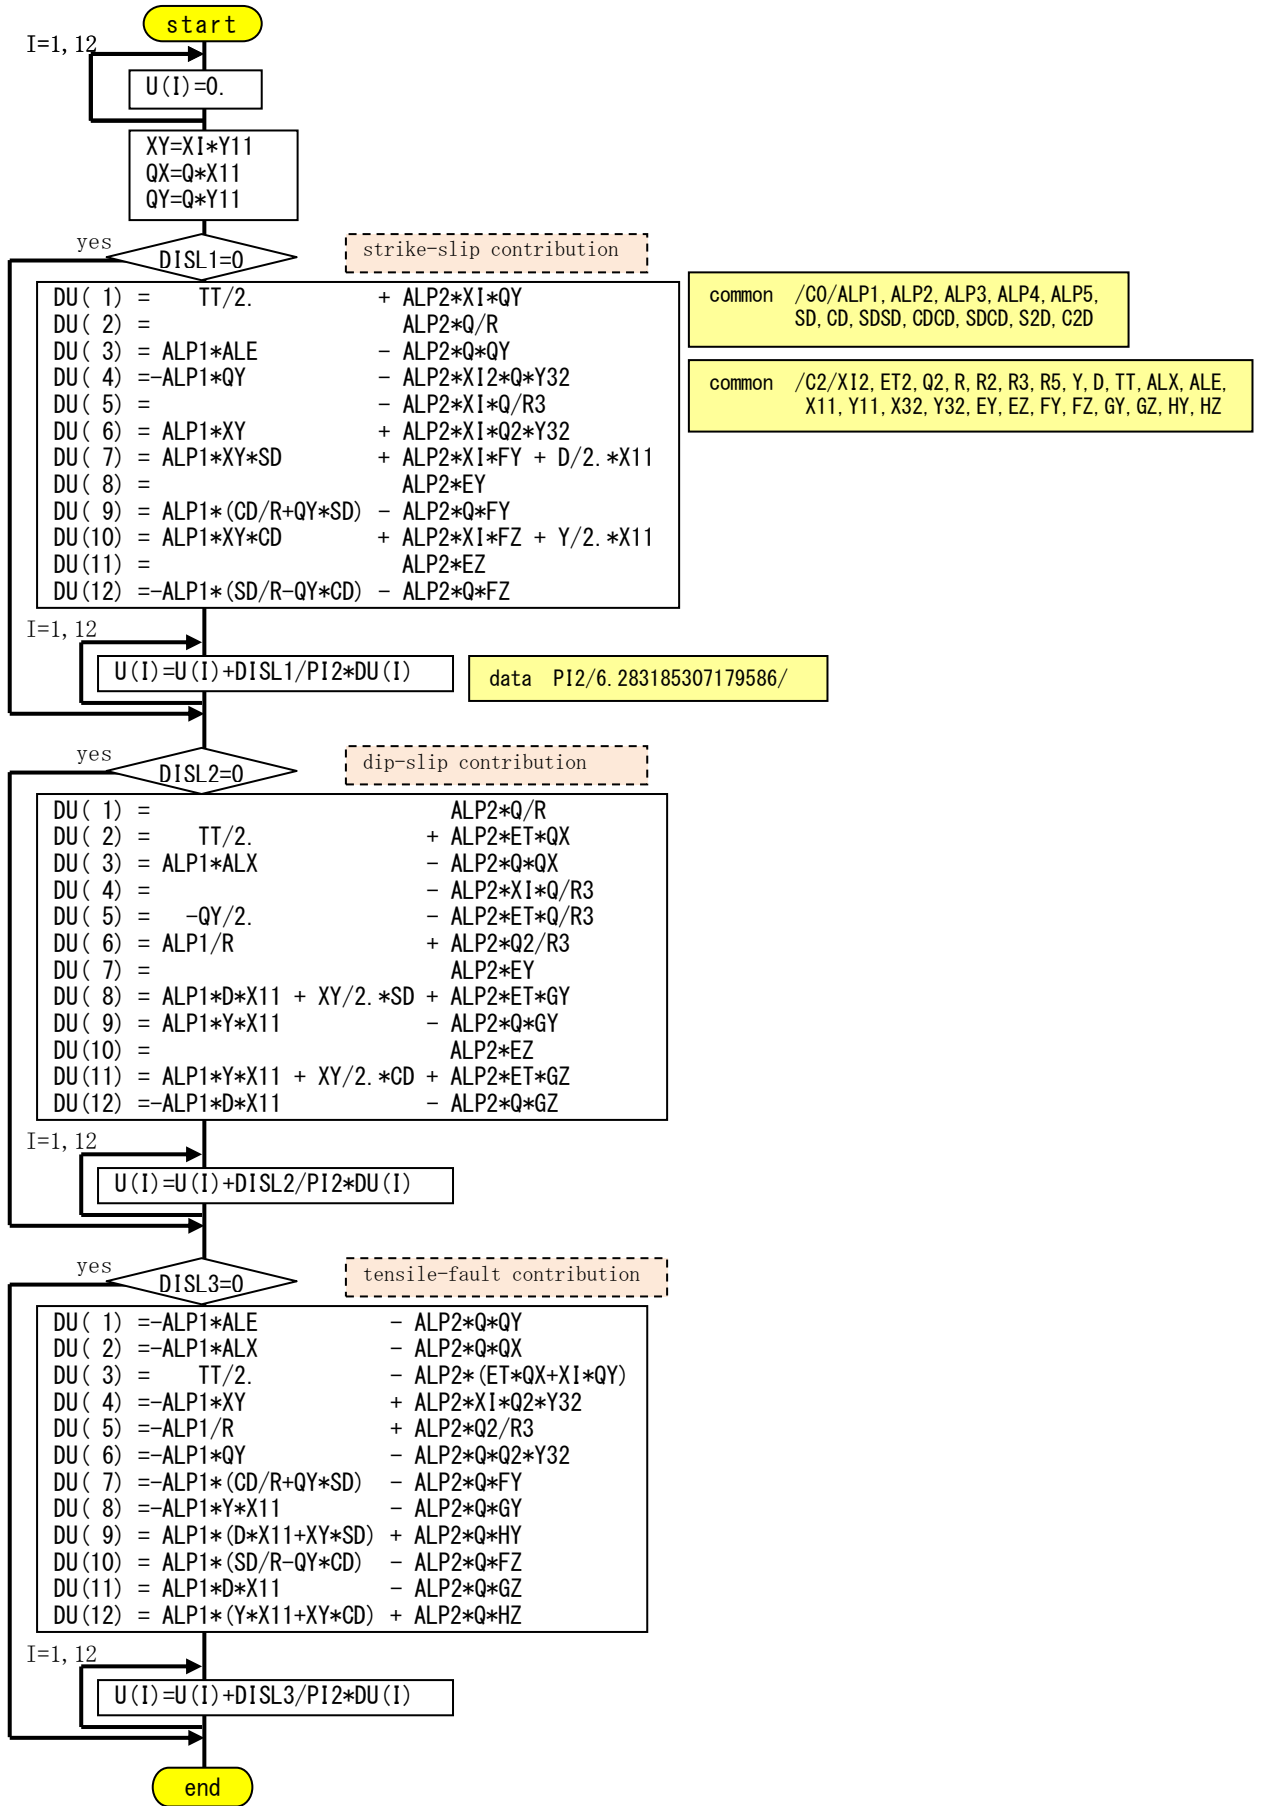 start
I=1,12
U(I)=0.
XY=XI*Y11
QX=Q*X11
QY=Q*Y11
yes
DISL1=0
strike-slip contribution
DU( 1) =    TT/2.            + ALP2*XI*QY
DU( 2) =                       ALP2*Q/R
DU( 3) = ALP1*ALE            - ALP2*Q*QY
DU( 4) =-ALP1*QY             - ALP2*XI2*Q*Y32
DU( 5) =                     - ALP2*XI*Q/R3
DU( 6) = ALP1*XY             + ALP2*XI*Q2*Y32
DU( 7) = ALP1*XY*SD          + ALP2*XI*FY + D/2.*X11
DU( 8) =                       ALP2*EY
DU( 9) = ALP1*(CD/R+QY*SD) - ALP2*Q*FY
DU(10) = ALP1*XY*CD          + ALP2*XI*FZ + Y/2.*X11
DU(11) =                       ALP2*EZ
DU(12) =-ALP1*(SD/R-QY*CD) - ALP2*Q*FZ
common  /C0/ALP1,ALP2,ALP3,ALP4,ALP5,
SD,CD,SDSD,CDCD,SDCD,S2D,C2D
common  /C2/XI2,ET2,Q2,R,R2,R3,R5,Y,D,TT,ALX,ALE,
X11,Y11,X32,Y32,EY,EZ,FY,FZ,GY,GZ,HY,HZ
I=1,12
U(I)=U(I)+DISL1/PI2*DU(I)
data  PI2/6.283185307179586/
yes
DISL2=0
dip-slip contribution
DU( 1) =                         ALP2*Q/R
DU( 2) =    TT/2.              + ALP2*ET*QX
DU( 3) = ALP1*ALX              - ALP2*Q*QX
DU( 4) =                       - ALP2*XI*Q/R3
DU( 5) =   -QY/2.              - ALP2*ET*Q/R3
DU( 6) = ALP1/R                + ALP2*Q2/R3
DU( 7) =                         ALP2*EY
DU( 8) = ALP1*D*X11 + XY/2.*SD + ALP2*ET*GY
DU( 9) = ALP1*Y*X11            - ALP2*Q*GY
DU(10) =                         ALP2*EZ
DU(11) = ALP1*Y*X11 + XY/2.*CD + ALP2*ET*GZ
DU(12) =-ALP1*D*X11            - ALP2*Q*GZ
I=1,12
U(I)=U(I)+DISL2/PI2*DU(I)
yes
DISL3=0
tensile-fault contribution
DU( 1) =-ALP1*ALE            - ALP2*Q*QY
DU( 2) =-ALP1*ALX            - ALP2*Q*QX
DU( 3) =    TT/2.            - ALP2*(ET*QX+XI*QY)
DU( 4) =-ALP1*XY             + ALP2*XI*Q2*Y32
DU( 5) =-ALP1/R              + ALP2*Q2/R3
DU( 6) =-ALP1*QY             - ALP2*Q*Q2*Y32
DU( 7) =-ALP1*(CD/R+QY*SD)  - ALP2*Q*FY
DU( 8) =-ALP1*Y*X11          - ALP2*Q*GY
DU( 9) = ALP1*(D*X11+XY*SD) + ALP2*Q*HY
DU(10) = ALP1*(SD/R-QY*CD)  - ALP2*Q*FZ
DU(11) = ALP1*D*X11          - ALP2*Q*GZ
DU(12) = ALP1*(Y*X11+XY*CD) + ALP2*Q*HZ
I=1,12
U(I)=U(I)+DISL3/PI2*DU(I)
end